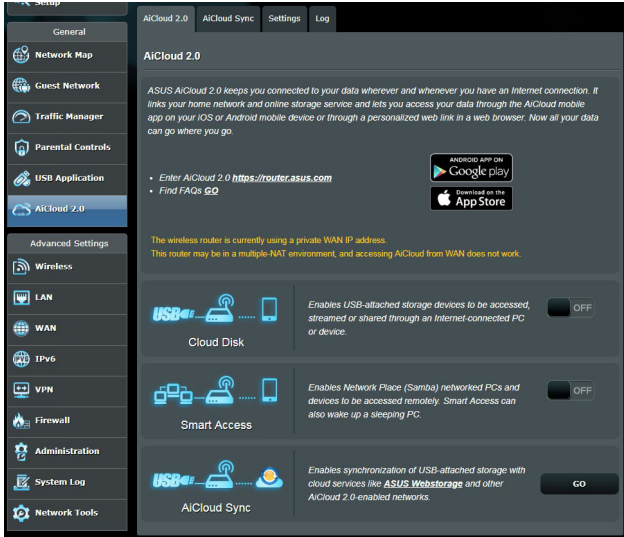 Setup
General
Network Map
Guest Network
Traffic Manager
Parental Controls
USB Application
AiCloud 2.0
Advanced Settings
Wireless
LAN
WAN
IPv6
VPN
Firewall
Administration
System Log
Network Tools
AiCloud 2.0 AiCloud Sync Settings Log
AiCloud 2.0
ASUS AiCloud 2.0 keeps you connected to your data wherever and whenever you have an Internet connection. It
links your home network and online storage service and lets you access your data through the AiCloud mobile
app on your iOS or Android mobile device or through a personalized web link in a web browser. Now all your data
can go where you go.
• Enter AiCloud 2.0 https://router.asus.com
• Find FAQs GO
ANDROID APP ON
Google play
Download on the
App Store
The wireless router is currently using a private WAN IP address.
This router may be in a multiple-NAT environment, and accessing AiCloud from WAN does not work.
USB
Cloud Disk
Enables USB-attached storage devices to be accessed,
streamed or shared through an Internet-connected PC
or device.
OFF
Smart Access
Enables Network Place (Samba) networked PCs and
devices to be accessed remotely. Smart Access can
also wake up a sleeping PC.
OFF
USB
AiCloud Sync
Enables synchronization of USB-attached storage with
cloud services like ASUS Webstorage and other
AiCloud 2.0-enabled networks.
GO